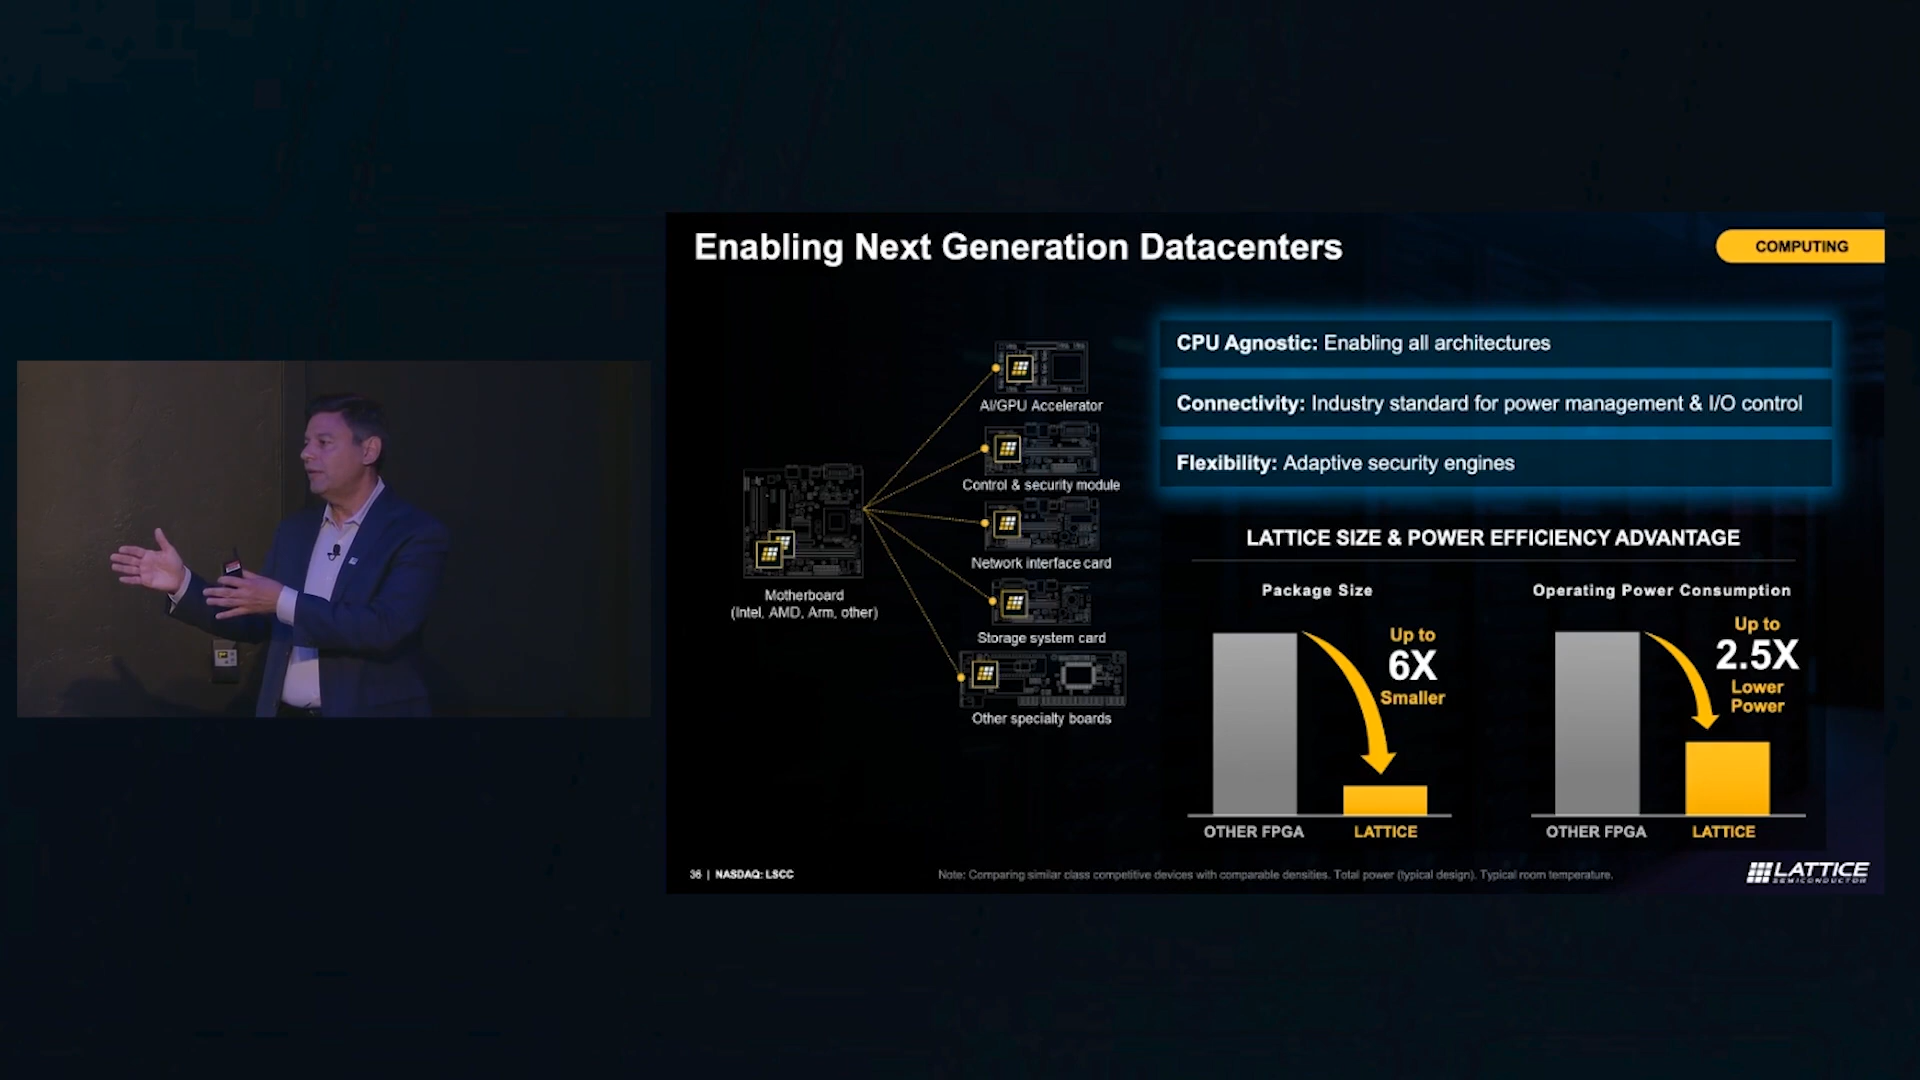 Enabling Next Generation Datacenters
COMPUTING
CPU Agnostic: Enabling all architectures
Connectivity: Industry standard for power management & I/O control
Flexibility: Adaptive security engines
AI/GPU Accelerator
Control & security module
Network interface card
Storage system card
Other specialty boards
Motherboard
(Intel, AMD, Arm, other)
LATTICE SIZE & POWER EFFICIENCY ADVANTAGE
Package Size
Up to
6X
Smaller
OTHER FPGA
LATTICE
Operating Power Consumption
Up to
2.5X
Lower
Power
OTHER FPGA
LATTICE
36 | NASDAQ: LSCC
Note: Comparing similar class competitive devices with comparable densities. Total power (typical design). Typical room temperature.
LATTICE
SEMICONDUCTOR